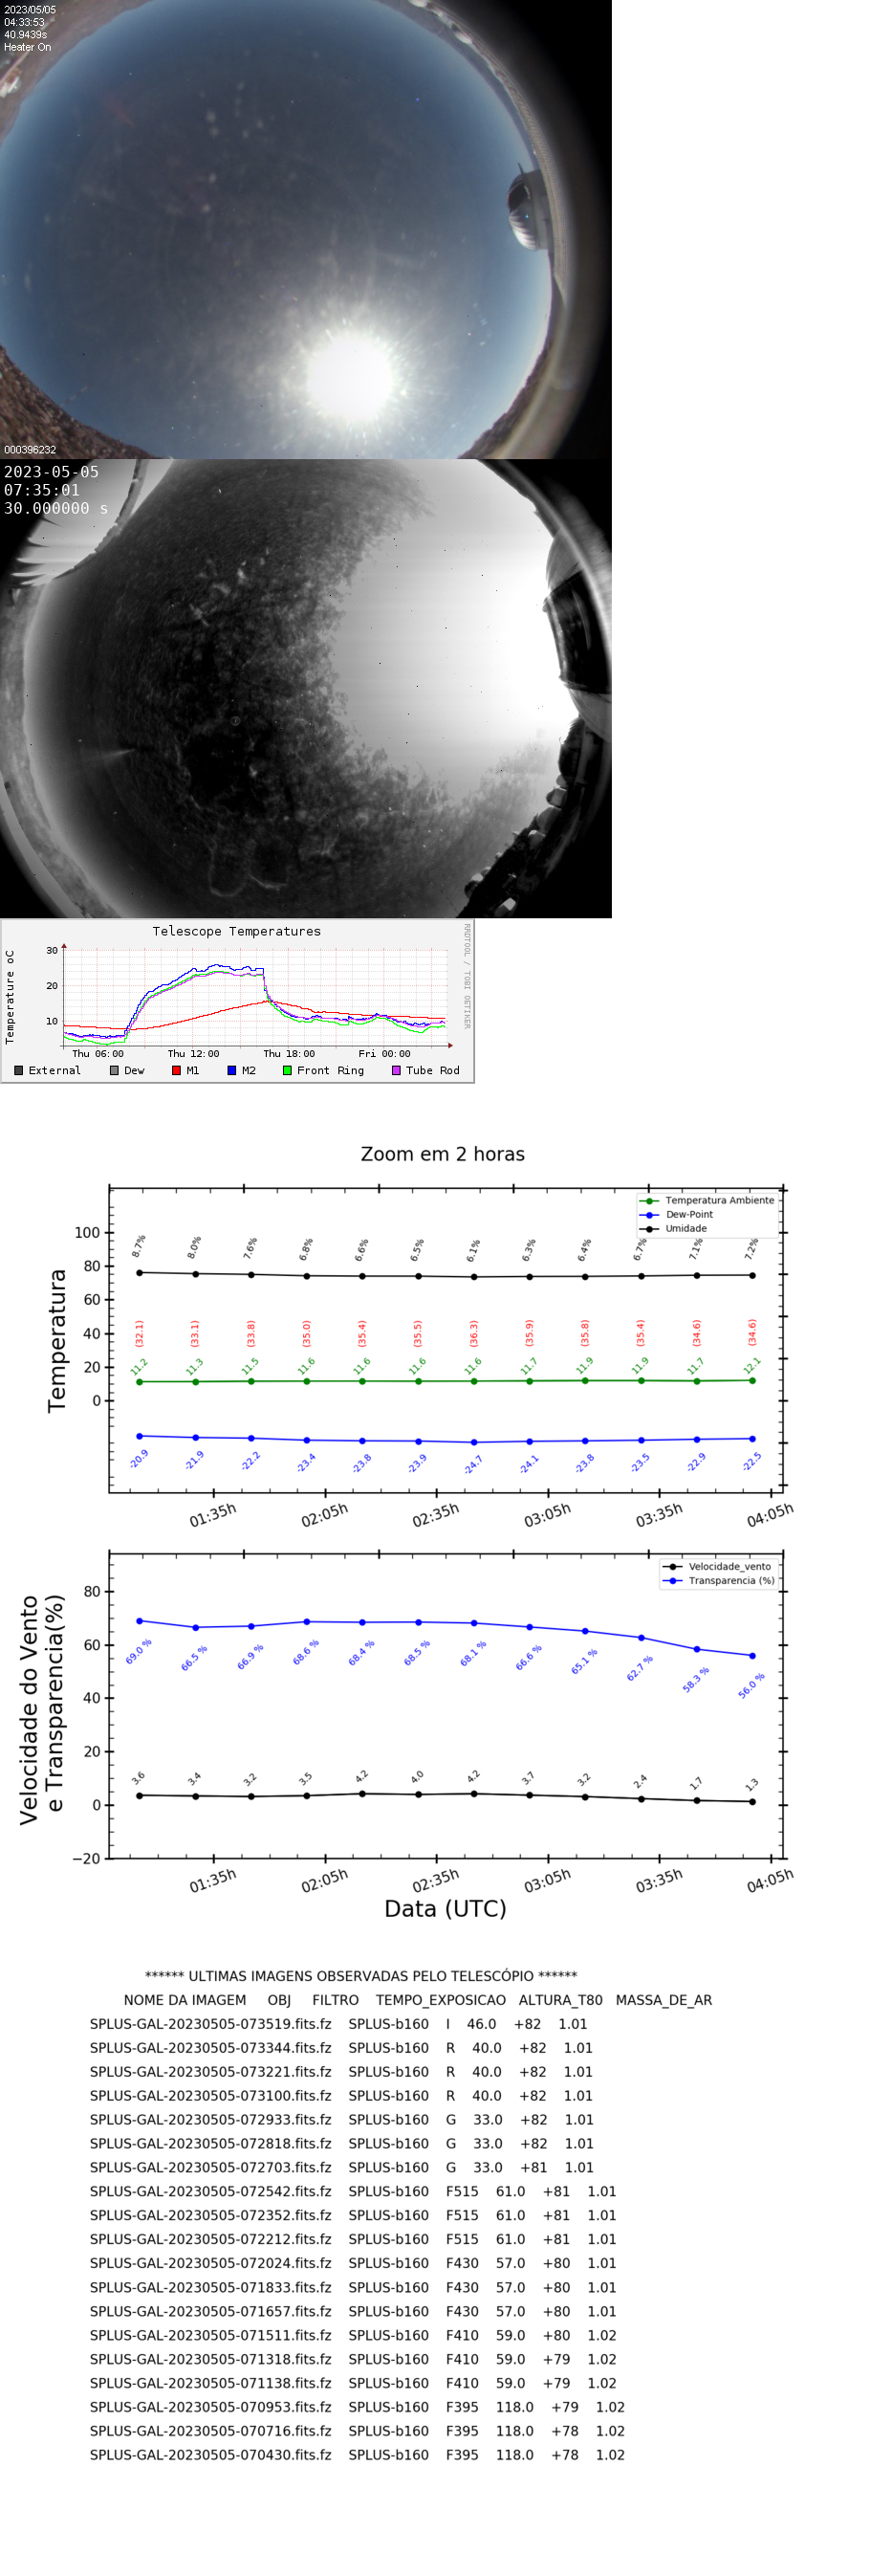 2023/05/05
04:33:53
40.9439s
Heater On
000396232
2023-05-05
07:35:01
30.000000 s
Telescope Temperatures
RRDTOOL / TOBI OETIKER
Temperature oC
30
20
10
Thu 06:00 Thu 12:00 Thu 18:00 Fri 00:00
External Dew M1 M2 Front Ring Tube Rod
Zoom em 2 horas
Temperatura Ambiente
Dew-Point
Umidade
Temperatura
100
80
60
40
20
0
8.7% 8.0% 7.6% 6.8% 6.6% 6.5% 6.1% 6.3% 6.4% 6.7% 7.1% 7.2%
(32.1) (33.1) (33.8) (35.0) (35.4) (35.5) (36.3) (35.9) (35.8) (35.4) (34.6) (34.6)
11.2 11.3 11.5 11.6 11.6 11.6 11.6 11.7 11.9 11.9 11.7 12.1
-20.9 -21.9 -22.2 -23.4 -23.8 -23.9 -24.7 -24.1 -23.8 -23.5 -22.9 -22.5
01:35h 02:05h 02:35h 03:05h 03:35h 04:05h
Velocidade_vento
Transparencia (%)
Velocidade do Vento
e Transparencia(%)
80
60
40
20
0
−20
69.0 % 66.5 % 66.9 % 68.6 % 68.4 % 68.5 % 68.1 % 66.6 % 65.1 % 62.7 % 58.3 % 56.0 %
3.6 3.4 3.2 3.5 4.2 4.0 4.2 3.7 3.2 2.4 1.7 1.3
01:35h 02:05h 02:35h 03:05h 03:35h 04:05h
Data (UTC)
****** ULTIMAS IMAGENS OBSERVADAS PELO TELESCÓPIO ******
NOME DA IMAGEM OBJ FILTRO TEMPO_EXPOSICAO ALTURA_T80 MASSA_DE_AR
SPLUS-GAL-20230505-073519.fits.fz SPLUS-b160 I 46.0 +82 1.01
SPLUS-GAL-20230505-073344.fits.fz SPLUS-b160 R 40.0 +82 1.01
SPLUS-GAL-20230505-073221.fits.fz SPLUS-b160 R 40.0 +82 1.01
SPLUS-GAL-20230505-073100.fits.fz SPLUS-b160 R 40.0 +82 1.01
SPLUS-GAL-20230505-072933.fits.fz SPLUS-b160 G 33.0 +82 1.01
SPLUS-GAL-20230505-072818.fits.fz SPLUS-b160 G 33.0 +82 1.01
SPLUS-GAL-20230505-072703.fits.fz SPLUS-b160 G 33.0 +81 1.01
SPLUS-GAL-20230505-072542.fits.fz SPLUS-b160 F515 61.0 +81 1.01
SPLUS-GAL-20230505-072352.fits.fz SPLUS-b160 F515 61.0 +81 1.01
SPLUS-GAL-20230505-072212.fits.fz SPLUS-b160 F515 61.0 +81 1.01
SPLUS-GAL-20230505-072024.fits.fz SPLUS-b160 F430 57.0 +80 1.01
SPLUS-GAL-20230505-071833.fits.fz SPLUS-b160 F430 57.0 +80 1.01
SPLUS-GAL-20230505-071657.fits.fz SPLUS-b160 F430 57.0 +80 1.01
SPLUS-GAL-20230505-071511.fits.fz SPLUS-b160 F410 59.0 +80 1.02
SPLUS-GAL-20230505-071318.fits.fz SPLUS-b160 F410 59.0 +79 1.02
SPLUS-GAL-20230505-071138.fits.fz SPLUS-b160 F410 59.0 +79 1.02
SPLUS-GAL-20230505-070953.fits.fz SPLUS-b160 F395 118.0 +79 1.02
SPLUS-GAL-20230505-070716.fits.fz SPLUS-b160 F395 118.0 +78 1.02
SPLUS-GAL-20230505-070430.fits.fz SPLUS-b160 F395 118.0 +78 1.02